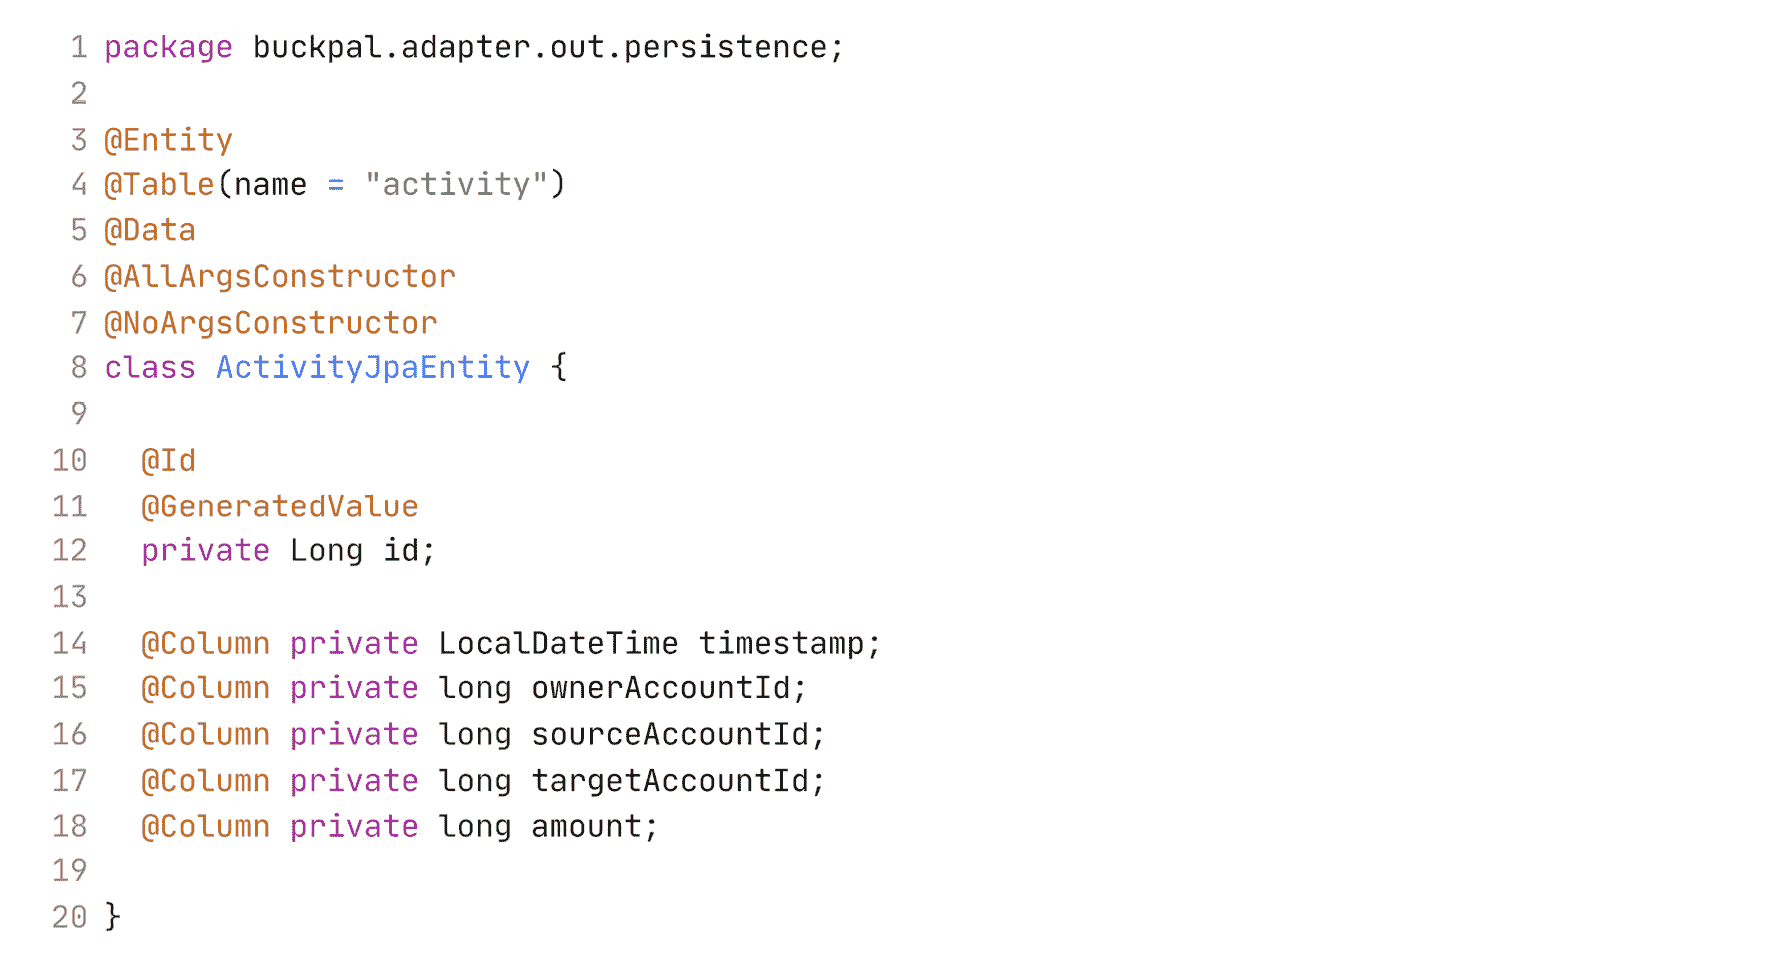 1 package buckpal.adapter.out.persistence;
2
3 @Entity
4 @Table(name = "activity")
5 @Data
6 @AllArgsConstructor
7 @NoArgsConstructor
8 class ActivityJpaEntity {
9
10   @Id
11   @GeneratedValue
12   private Long id;
13
14   @Column private LocalDateTime timestamp;
15   @Column private long ownerAccountId;
16   @Column private long sourceAccountId;
17   @Column private long targetAccountId;
18   @Column private long amount;
19
20 }